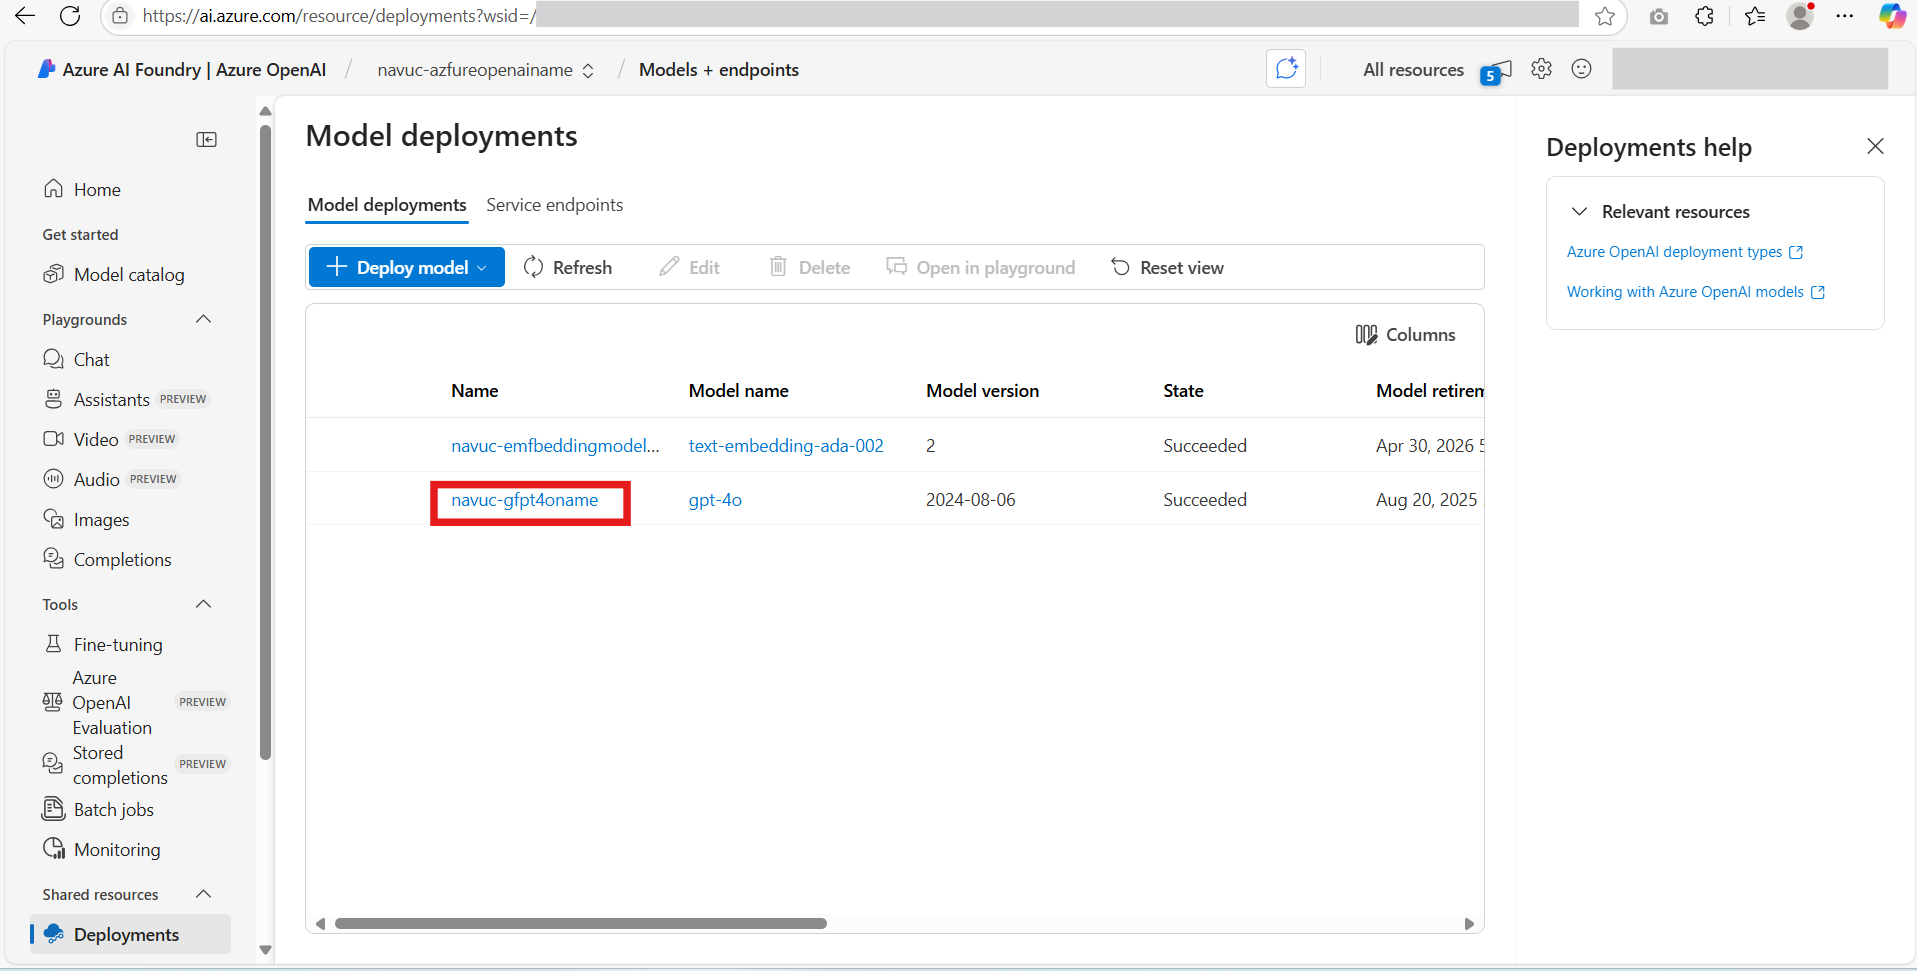 https://ai.azure.com/resource/deployments?wsid=/
Azure AI Foundry | Azure OpenAI / navuc-azfureopenainame / Models + endpoints
All resources
5
Home
Get started
Model catalog
Playgrounds
Chat
Assistants PREVIEW
Video PREVIEW
Audio PREVIEW
Images
Completions
Tools
Fine-tuning
Azure
OpenAI PREVIEW
Evaluation
Stored
completions PREVIEW
Batch jobs
Monitoring
Shared resources
Deployments
Model deployments
Model deployments Service endpoints
Deploy model Refresh Edit Delete Open in playground Reset view
Columns
Name Model name Model version State Model retirem
navuc-emfbeddingmodel... text-embedding-ada-002 2 Succeeded Apr 30, 2026 5
navuc-gfpt4oname gpt-4o 2024-08-06 Succeeded Aug 20, 2025
Deployments help
Relevant resources
Azure OpenAI deployment types
Working with Azure OpenAI models